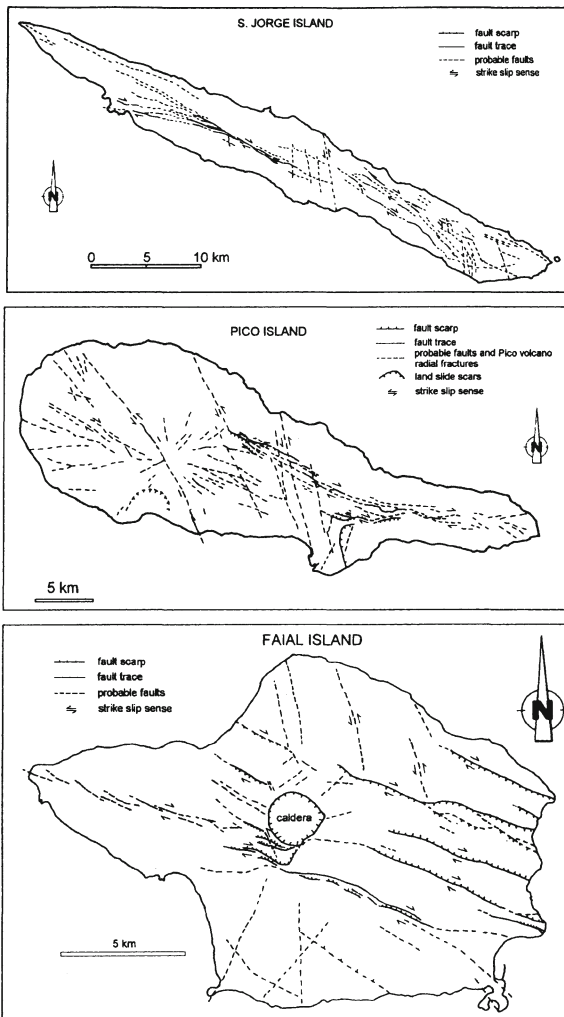 S. JORGE ISLAND
fault scarp
fault trace
probable faults
strike slip sense
N
0 5 10 km
PICO ISLAND
fault scarp
fault trace
probable faults and Pico volcano
radial fractures
land slide scars
strike slip sense
N
5 km
FAIAL ISLAND
fault scarp
fault trace
probable faults
strike slip sense
N
caldera
5 km